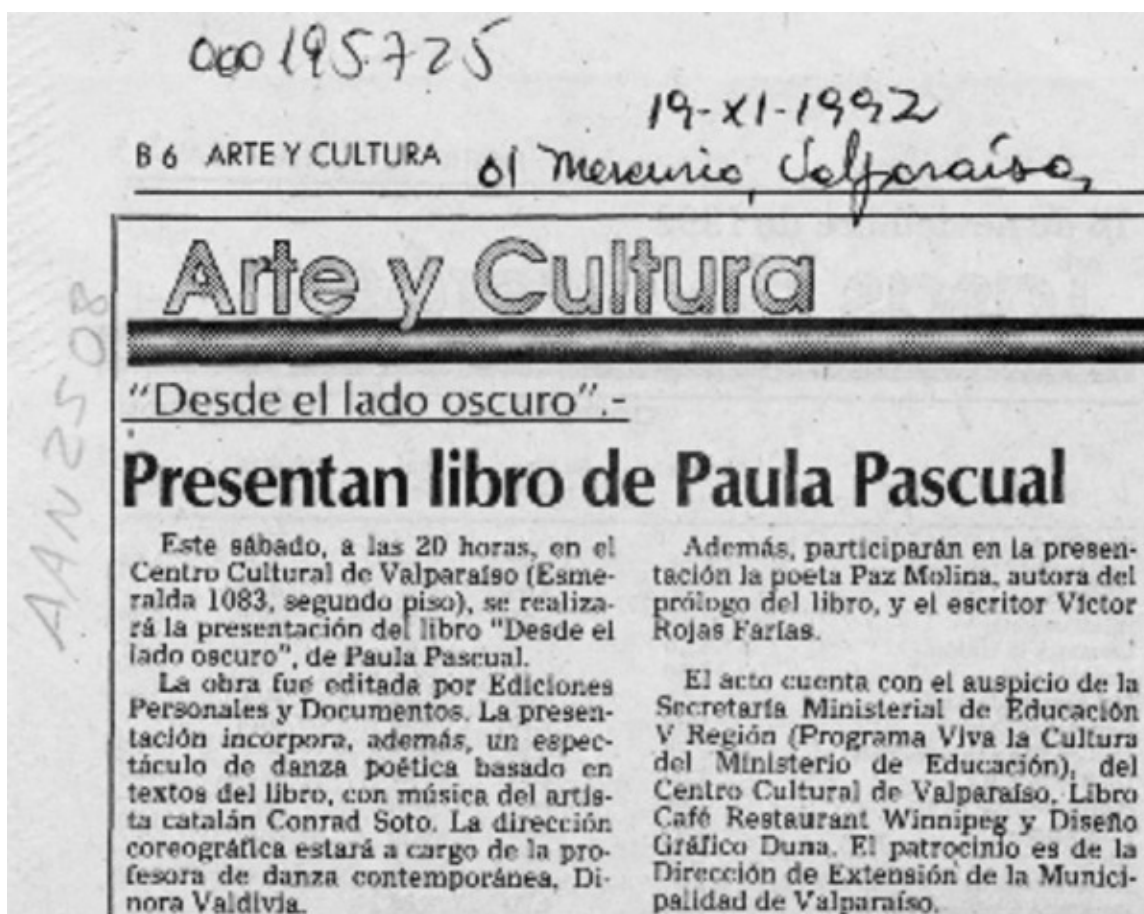 000195725
19-XI-1992
B 6 ARTE Y CULTURA
El Mercurio, Valparaíso,
Arte y Cultura
AAN 2508
"Desde el lado oscuro".-
Presentan libro de Paula Pascual
Este sábado, a las 20 horas, en el
Centro Cultural de Valparaíso (Esme-
ralda 1083, segundo piso), se realiza-
rá la presentación del libro "Desde el
lado oscuro", de Paula Pascual.
La obra fue editada por Ediciones
Personales y Documentos. La presen-
tación incorpora, además, un espec-
táculo de danza poética basado en
textos del libro, con música del artis-
ta catalán Conrad Soto. La dirección
coreográfica estará a cargo de la pro-
fesora de danza contemporánea, Di-
nora Valdivia.
Además, participarán en la presen-
tación la poeta Paz Molina, autora del
prólogo del libro, y el escritor Víctor
Rojas Farías.
El acto cuenta con el auspicio de la
Secretaría Ministerial de Educación
V Región (Programa Viva la Cultura
del Ministerio de Educación), del
Centro Cultural de Valparaíso, Libro
Café Restaurant Winnipeg y Diseño
Gráfico Duna. El patrocinio es de la
Dirección de Extensión de la Munici-
palidad de Valparaíso.